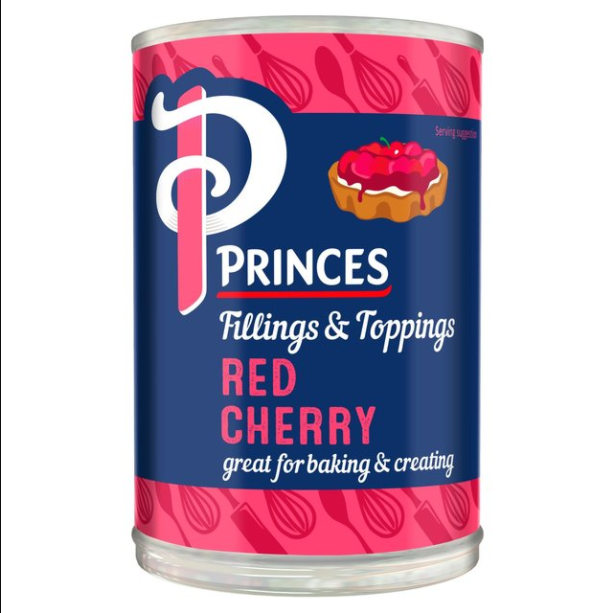 Serving suggestion
P
PRINCES
Fillings & Toppings
RED
CHERRY
great for baking & creating